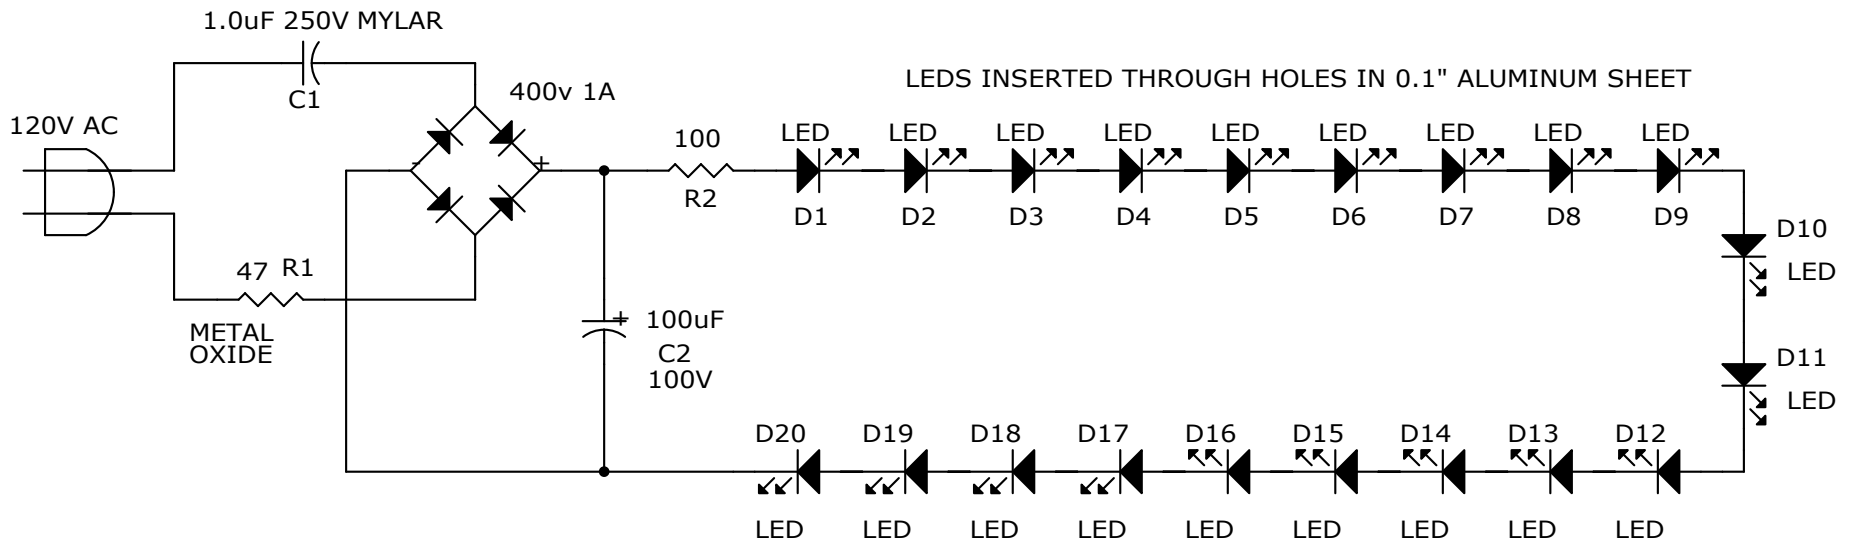 1.0uF 250V MYLAR
C1
400v 1A
LEDS INSERTED THROUGH HOLES IN 0.1" ALUMINUM SHEET
120V AC
- +
100
R2
LED LED LED LED LED LED LED LED LED
D1 D2 D3 D4 D5 D6 D7 D8 D9
D10
LED
47 R1
METAL
OXIDE
+ 100uF
C2
100V
D11
LED
D20 D19 D18 D17 D16 D15 D14 D13 D12
LED LED LED LED LED LED LED LED LED